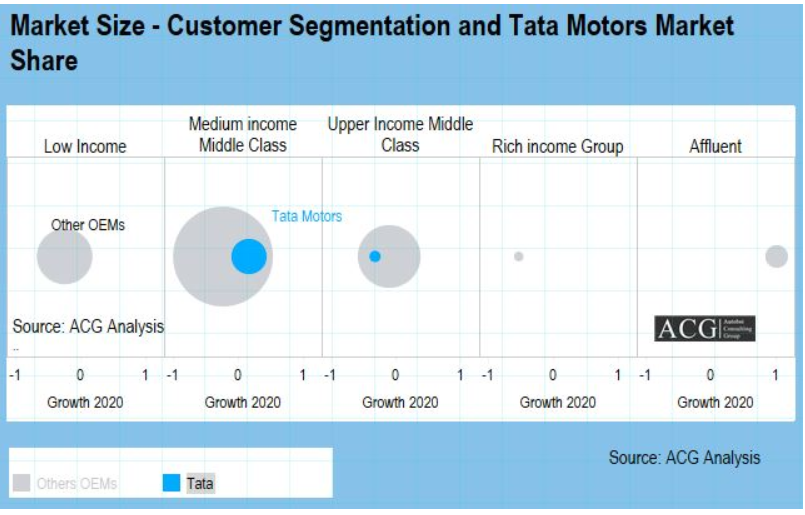 Market Size - Customer Segmentation and Tata Motors Market
Share
Low Income
Medium income
Middle Class
Upper Income Middle
Class
Rich income Group
Affluent
Other OEMs
Tata Motors
Source: ACG Analysis
..
ACG
Autobei
Consulting
Group
-1 0 1 -1 0 1 -1 0 1 -1 0 1 -1 0 1
Growth 2020 Growth 2020 Growth 2020 Growth 2020 Growth 2020
Source: ACG Analysis
Others OEMs
Tata